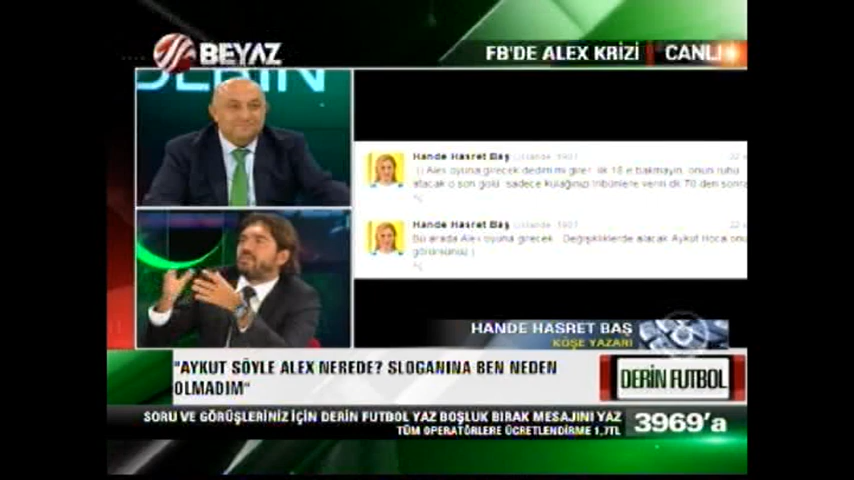 BEYAZ
FB'DE ALEX KRİZİ
CANLI
DERIN
Hande Hasret Baş
:)) Alex oyuna girecek dedim mi girer. ilk 18 e bakmayın, onun ruhu
atacak o son golü. sadece kulağınızı tribünlere verin dk 70 den sonra
Hande Hasret Baş
Bu arada Alex oyuna girecek. Değişikliklerde alacak Aykut Hoca onu
görürsünüz:)
HANDE HASRET BAŞ
KÖŞE YAZARI
"AYKUT SÖYLE ALEX NEREDE? SLOGANINA BEN NEDEN
OLMADIM"
DERİN FUTBOL
SORU VE GÖRÜŞLERİNİZ İÇİN DERİN FUTBOL YAZ BOŞLUK BIRAK MESAJINI YAZ
TÜM OPERATÖRLERE ÜCRETLENDİRME 1,7TL
3969'a